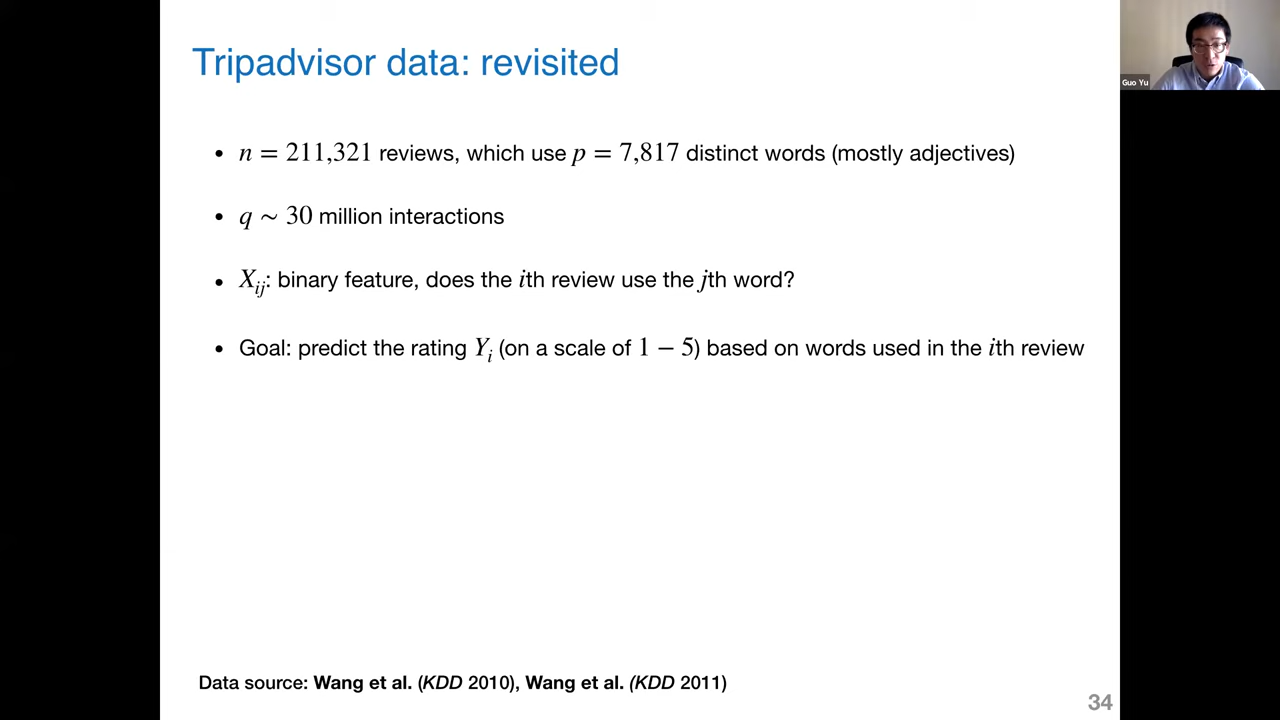 Tripadvisor data: revisited
Guo Yu
• n = 211,321 reviews, which use p = 7,817 distinct words (mostly adjectives)
• q ∼ 30 million interactions
• Xij: binary feature, does the ith review use the jth word?
• Goal: predict the rating Yi (on a scale of 1 − 5) based on words used in the ith review
Data source: Wang et al. (KDD 2010), Wang et al. (KDD 2011)
34